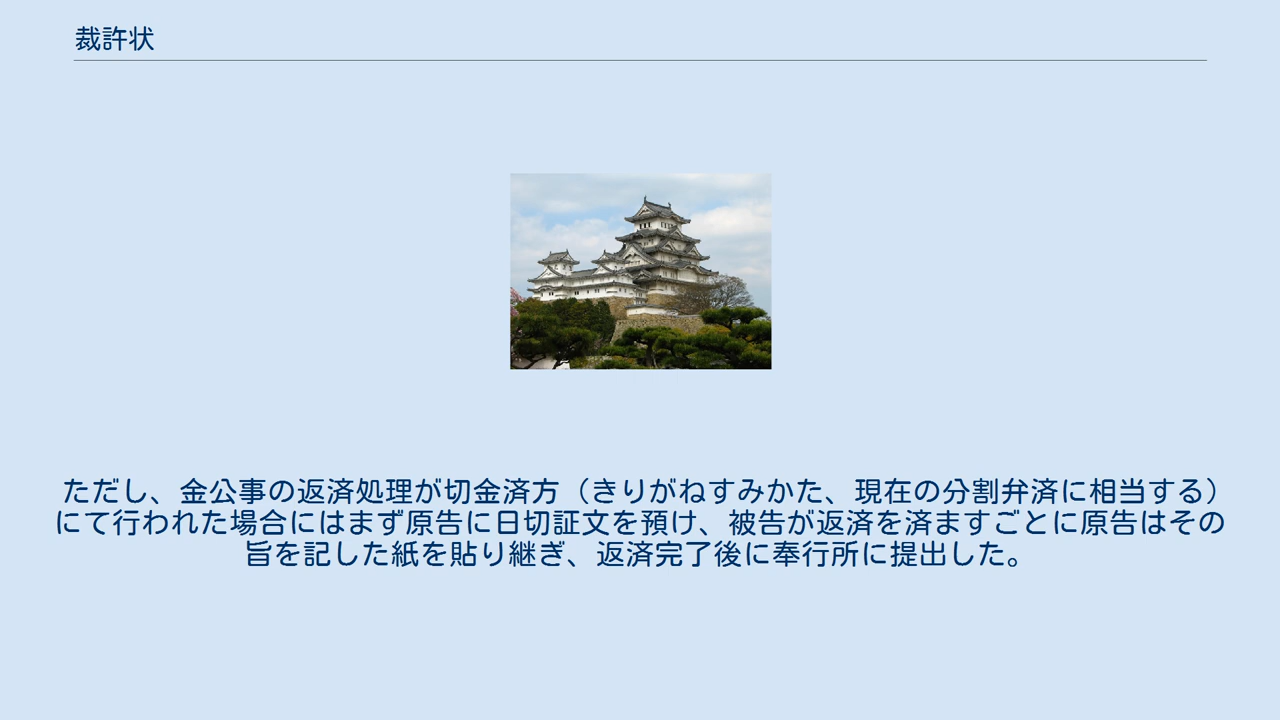 裁許状
ただし、金公事の返済処理が切金済方（きりがねすみかた、現在の分割弁済に相当する）
にて行われた場合にはまず原告に日切証文を預け、被告が返済を済ますごとに原告はその
旨を記した紙を貼り継ぎ、返済完了後に奉行所に提出した。